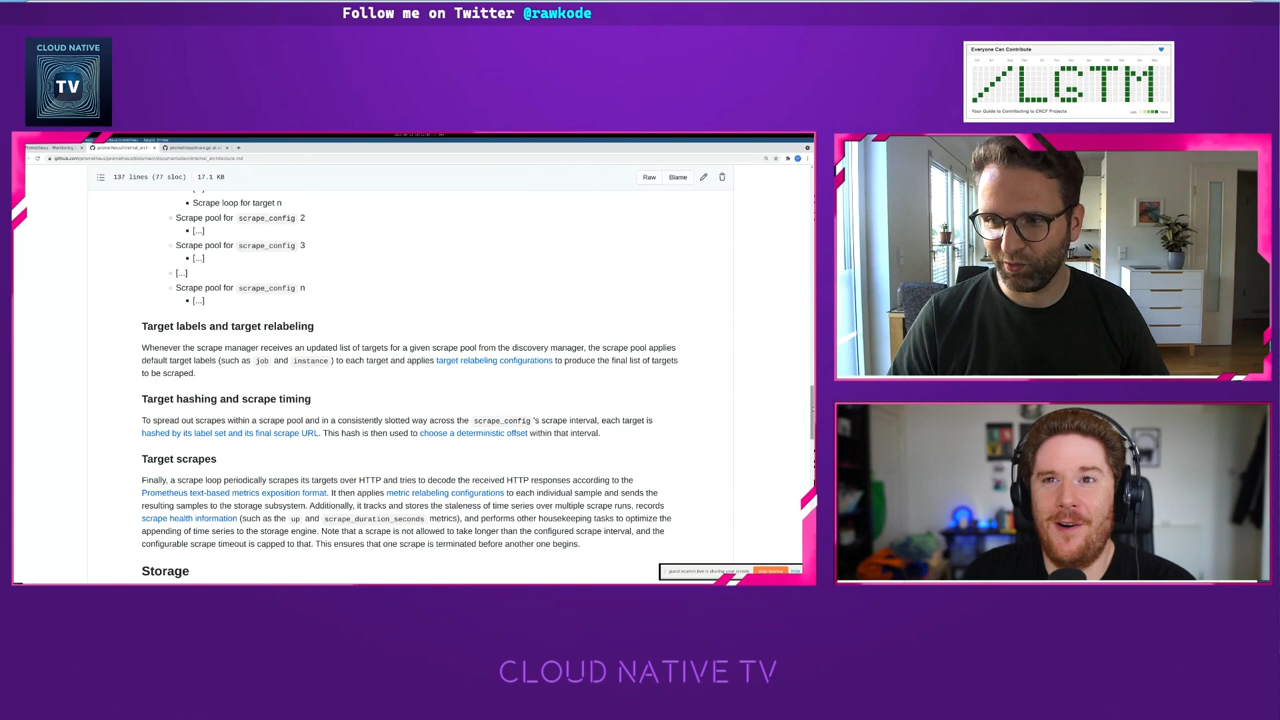 Follow me on Twitter @rawkode
CLOUD NATIVE
TV
Everyone Can Contribute
/LGTM
Your Guide to Contributing to CNCF Projects
137 lines (77 sloc) 17.1 KB
Raw
Blame
Scrape loop for target n
Scrape pool for scrape_config 2
[...]
Scrape pool for scrape_config 3
[...]
[...]
Scrape pool for scrape_config n
[...]
Target labels and target relabeling
Whenever the scrape manager receives an updated list of targets for a given scrape pool from the discovery manager, the scrape pool applies
default target labels (such as job and instance) to each target and applies target relabeling configurations to produce the final list of targets
to be scraped.
Target hashing and scrape timing
To spread out scrapes within a scrape pool and in a consistently slotted way across the scrape_config's scrape interval, each target is
hashed by its label set and its final scrape URL. This hash is then used to choose a deterministic offset within that interval.
Target scrapes
Finally, a scrape loop periodically scrapes its targets over HTTP and tries to decode the received HTTP responses according to the
Prometheus text-based metrics exposition format. It then applies metric relabeling configurations to each individual sample and sends the
resulting samples to the storage subsystem. Additionally, it tracks and stores the staleness of time series over multiple scrape runs, records
scrape health information (such as the up and scrape_duration_seconds metrics), and performs other housekeeping tasks to optimize the
appending of time series to the storage engine. Note that a scrape is not allowed to take longer than the configured scrape interval, and the
configurable scrape timeout is capped to that. This ensures that one scrape is terminated before another one begins.
Storage
CLOUD NATIVE TV